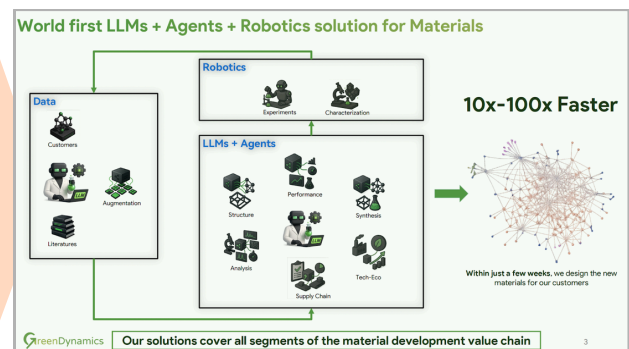 World first LLMs + Agents + Robotics solution for Materials
Robotics
Experiments
Characterization
Data
Customers
Augmentation
Literatures
LLMs + Agents
Performance
Structure
Synthesis
Analysis
Tech-Eco
Supply Chain
10x-100x Faster
Within just a few weeks, we design the new
materials for our customers
GreenDynamics
Our solutions cover all segments of the material development value chain
3